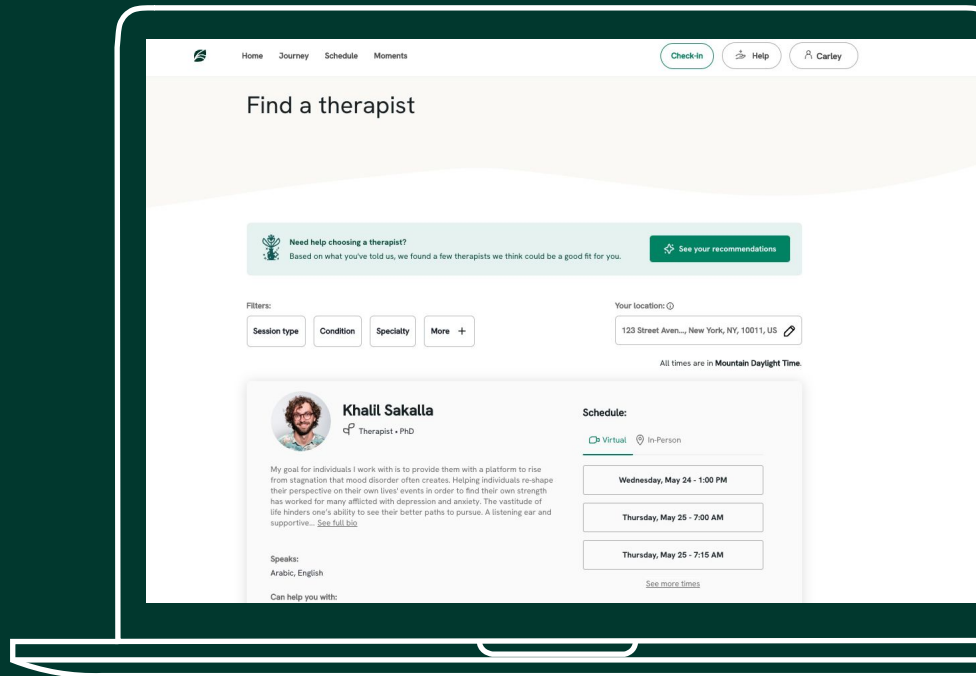 Home Journey Schedule Moments Check-in Help Carley
Find a therapist
Need help choosing a therapist?
Based on what you've told us, we found a few therapists we think could be a good fit for you.
See your recommendations
Filters:
Session type Condition Specialty More +
Your location:
123 Street Aven..., New York, NY, 10011, US
All times are in Mountain Daylight Time.
Khalil Sakalla
Therapist • PhD
My goal for individuals I work with is to provide them with a platform to rise
from stagnation that mood disorder often creates. Helping individuals re-shape
their perspective on their own lives' events in order to find their own strength
has worked for many afflicted with depression and anxiety. The vastitude of
life hinders one's ability to see their better paths to pursue. A listening ear and
supportive... See full bio
Speaks:
Arabic, English
Can help you with:
Schedule:
Virtual In-Person
Wednesday, May 24 - 1:00 PM
Thursday, May 25 - 7:00 AM
Thursday, May 25 - 7:15 AM
See more times